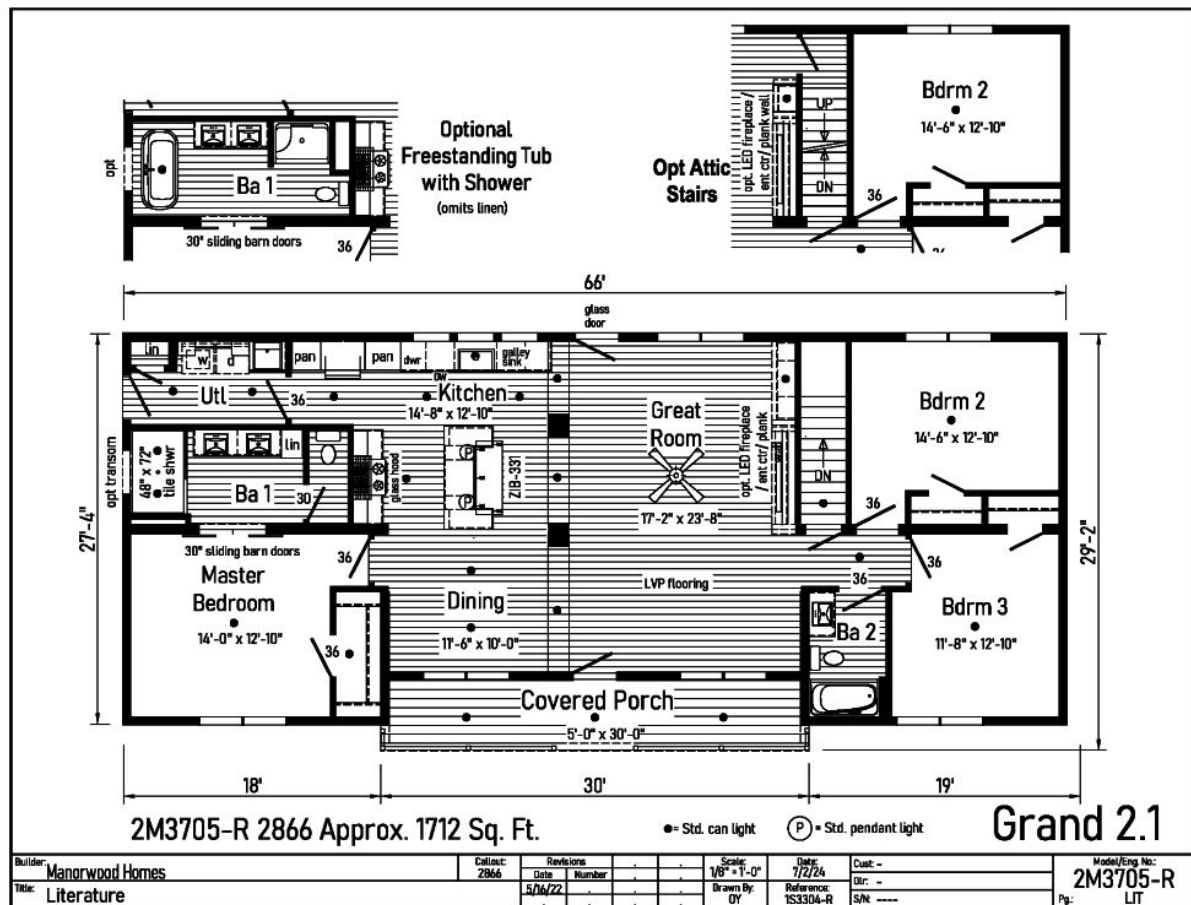 Optional
Freestanding Tub
with Shower
(omits linen)
opt
Ba 1
30" sliding barn doors
36
Opt Attic
Stairs
opt. LED fireplace /
ent ctr/ plank wall
UP
DN
36
Bdrm 2
14'-6" x 12'-10"
66'
glass
door
lin
w
d
pan
pan
dwr
galley
sink
DW
Utl
36
Kitchen
14'-8" x 12'-10"
Great
Room
17'-2" x 23'-8"
opt. LED fireplace
/ ent ctr/ plank
DN
Bdrm 2
14'-6" x 12'-10"
36
opt transom
48" x 72"
tile shwr
lin
Ba 1
30
glass hood
P
P
ZIB-331
27'-4"
29'-2"
30" sliding barn doors
36
Master
Bedroom
14'-0" x 12'-10"
36
Dining
11'-6" x 10'-0"
LVP flooring
36
36
Ba 2
Bdrm 3
11'-8" x 12'-10"
Covered Porch
5'-0" x 30'-0"
18'
30'
19'
2M3705-R 2866 Approx. 1712 Sq. Ft.
●= Std. can light
P = Std. pendant light
Grand 2.1
Builder: Manorwood Homes
Title: Literature
Callout:
2866
Revisions
Date Number
5/16/22
Scale:
1/8" = 1'-0"
Drawn By:
OY
Date:
7/2/24
Reference:
1S3304-R
Cust: -
Dlr: -
S/N: ----
Model/Eng. No.:
2M3705-R
Pg.: LIT